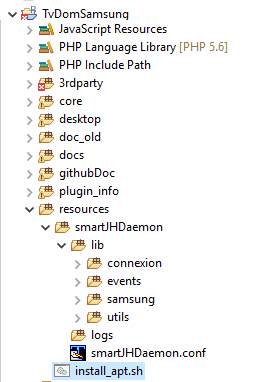 TvDomSamsung
JavaScript Resources
PHP Language Library [PHP 5.6]
PHP Include Path
3rdparty
core
desktop
doc_old
docs
githubDoc
plugin_info
resources
smartJHDaemon
lib
connexion
events
samsung
utils
logs
smartJHDaemon.conf
install_apt.sh